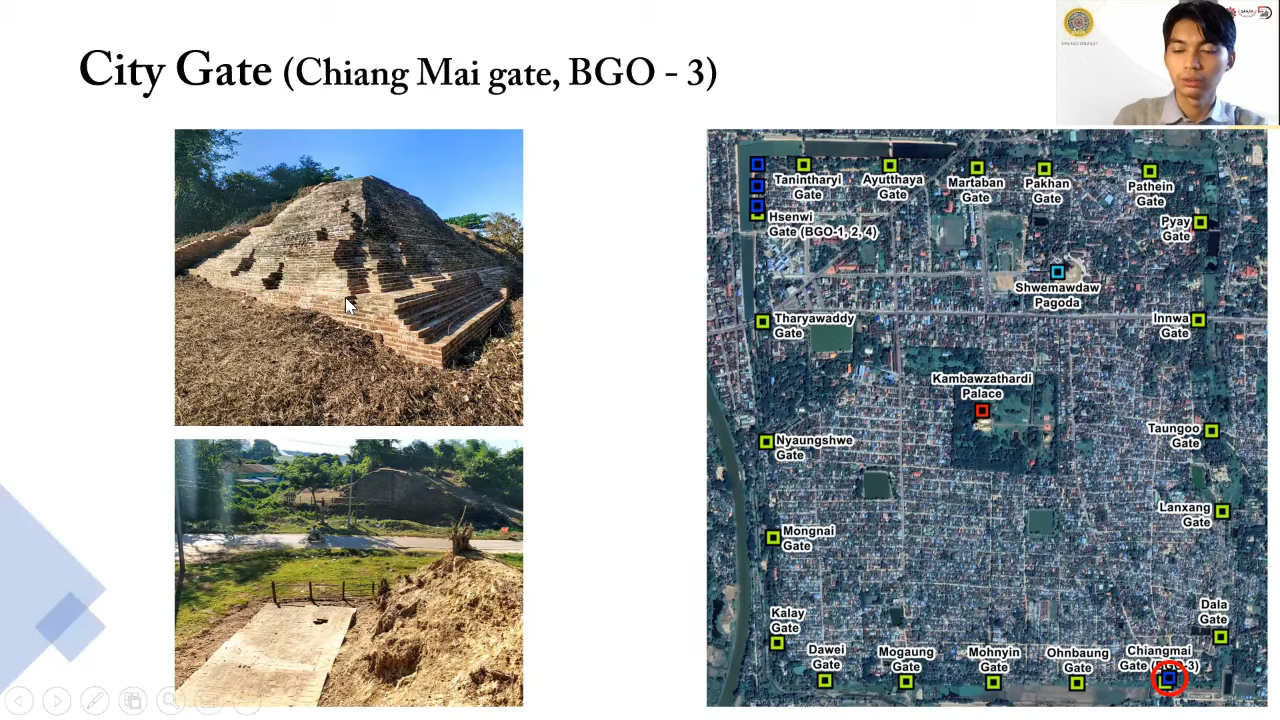 City Gate (Chiang Mai gate, BGO - 3)
Tanintharyi
Gate
Ayutthaya
Gate
Martaban
Gate
Pakhan
Gate
Pathein
Gate
Hsenwi
Gate (BGO-1, 2, 4)
Pyay
Gate
Shwemawdaw
Pagoda
Tharyawaddy
Gate
Innwa
Gate
Kambawzathardi
Palace
Nyaungshwe
Gate
Taungoo
Gate
Lanxang
Gate
Mongnai
Gate
Kalay
Gate
Dala
Gate
Dawei
Gate
Mogaung
Gate
Mohnyin
Gate
Ohnbaung
Gate
Chiangmai
Gate (BGO-3)